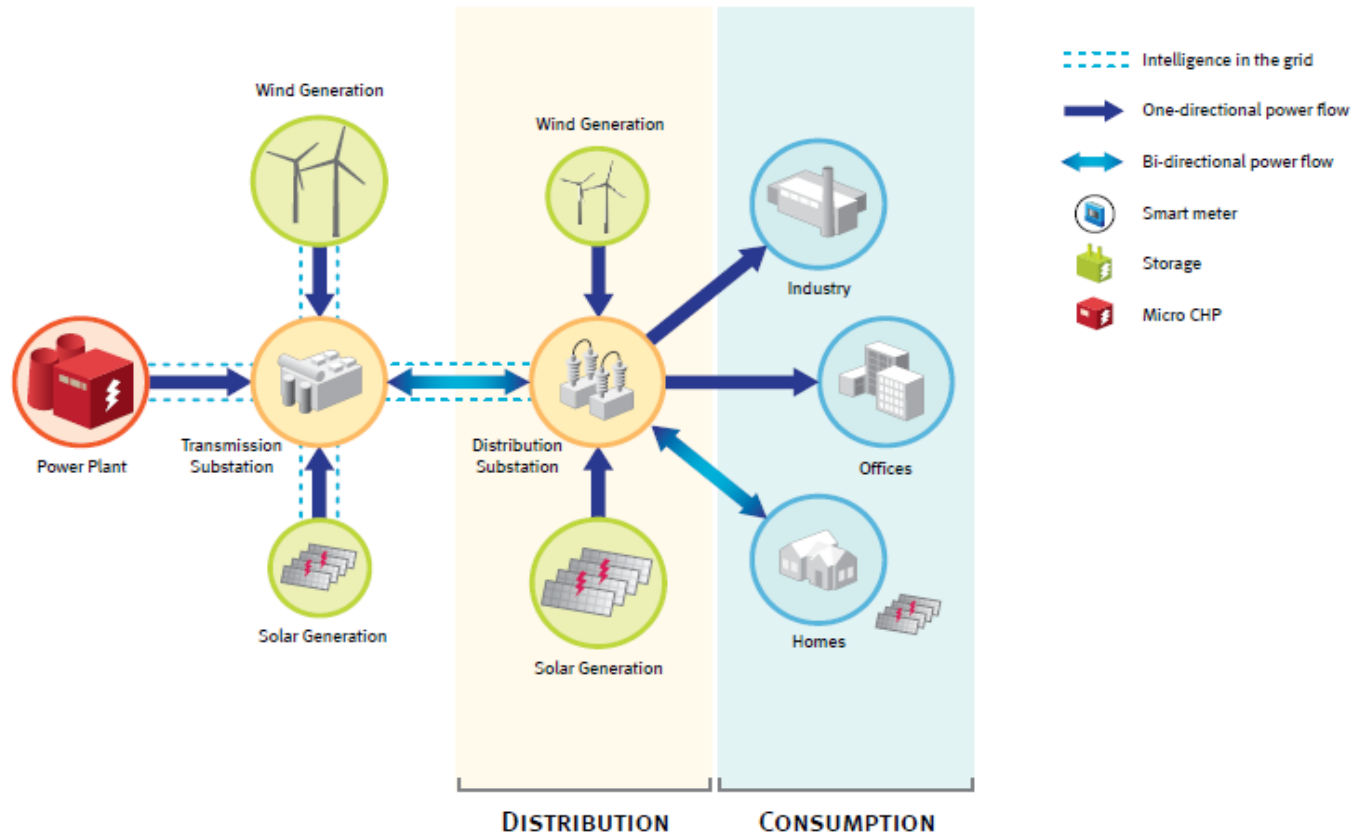 Wind Generation
Wind Generation
Industry
Power Plant
Transmission
Substation
Distribution
Substation
Offices
Solar Generation
Solar Generation
Homes
Intelligence in the grid
One-directional power flow
Bi-directional power flow
Smart meter
Storage
Micro CHP
DISTRIBUTION
CONSUMPTION